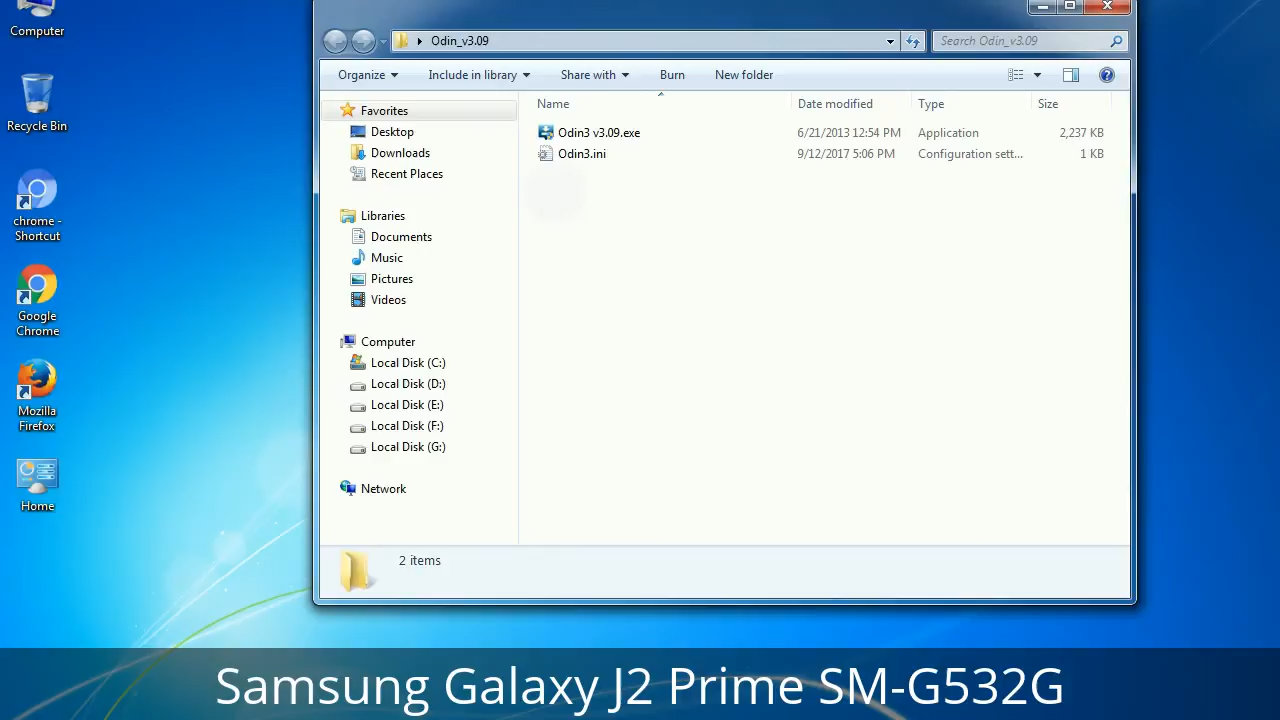 Computer
Recycle Bin
chrome -
Shortcut
Google
Chrome
Mozilla
Firefox
Home
Odin_v3.09
Search Odin_v3.09
Organize
Include in library
Share with
Burn
New folder
Favorites
Desktop
Downloads
Recent Places
Libraries
Documents
Music
Pictures
Videos
Computer
Local Disk (C:)
Local Disk (D:)
Local Disk (E:)
Local Disk (F:)
Local Disk (G:)
Network
Name Date modified Type Size
Odin3 v3.09.exe 6/21/2013 12:54 PM Application 2,237 KB
Odin3.ini 9/12/2017 5:06 PM Configuration sett... 1 KB
2 items
Samsung Galaxy J2 Prime SM-G532G